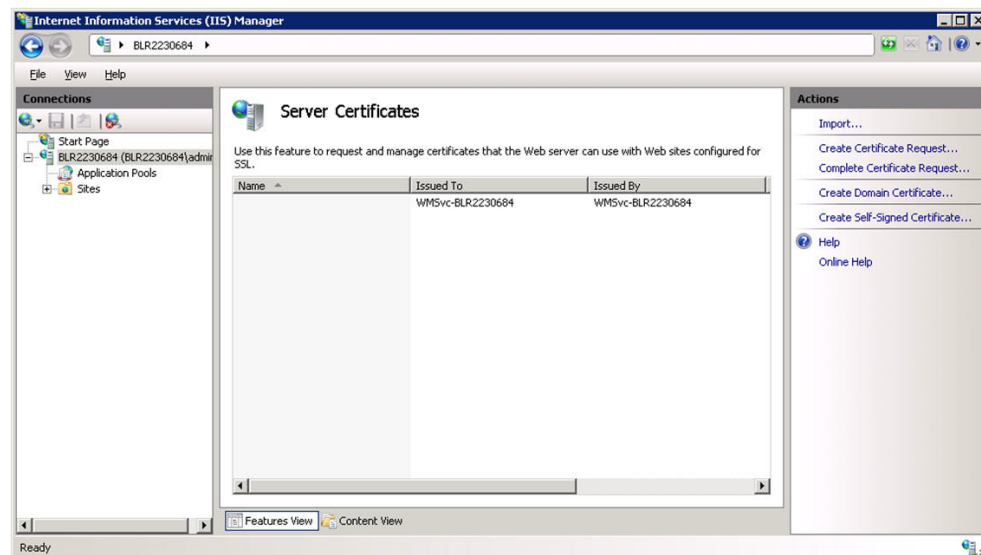 Internet Information Services (IIS) Manager
BLR2230684
File View Help
Connections
Start Page
BLR2230684 (BLR2230684\admir
Application Pools
Sites
Server Certificates
Use this feature to request and manage certificates that the Web server can use with Web sites configured for
SSL.
Name Issued To Issued By
WMSvc-BLR2230684 WMSvc-BLR2230684
Features View Content View
Actions
Import...
Create Certificate Request...
Complete Certificate Request...
Create Domain Certificate...
Create Self-Signed Certificate...
Help
Online Help
Ready